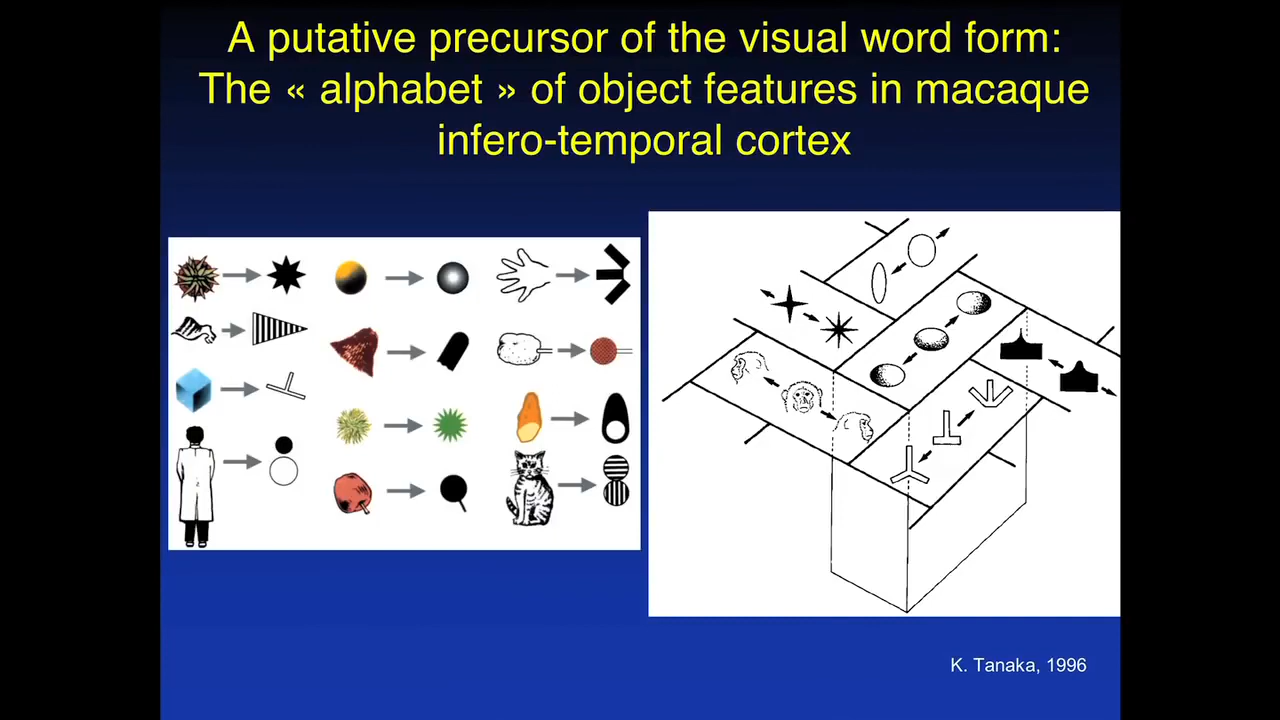 A putative precursor of the visual word form:
The « alphabet » of object features in macaque
infero-temporal cortex
K. Tanaka, 1996